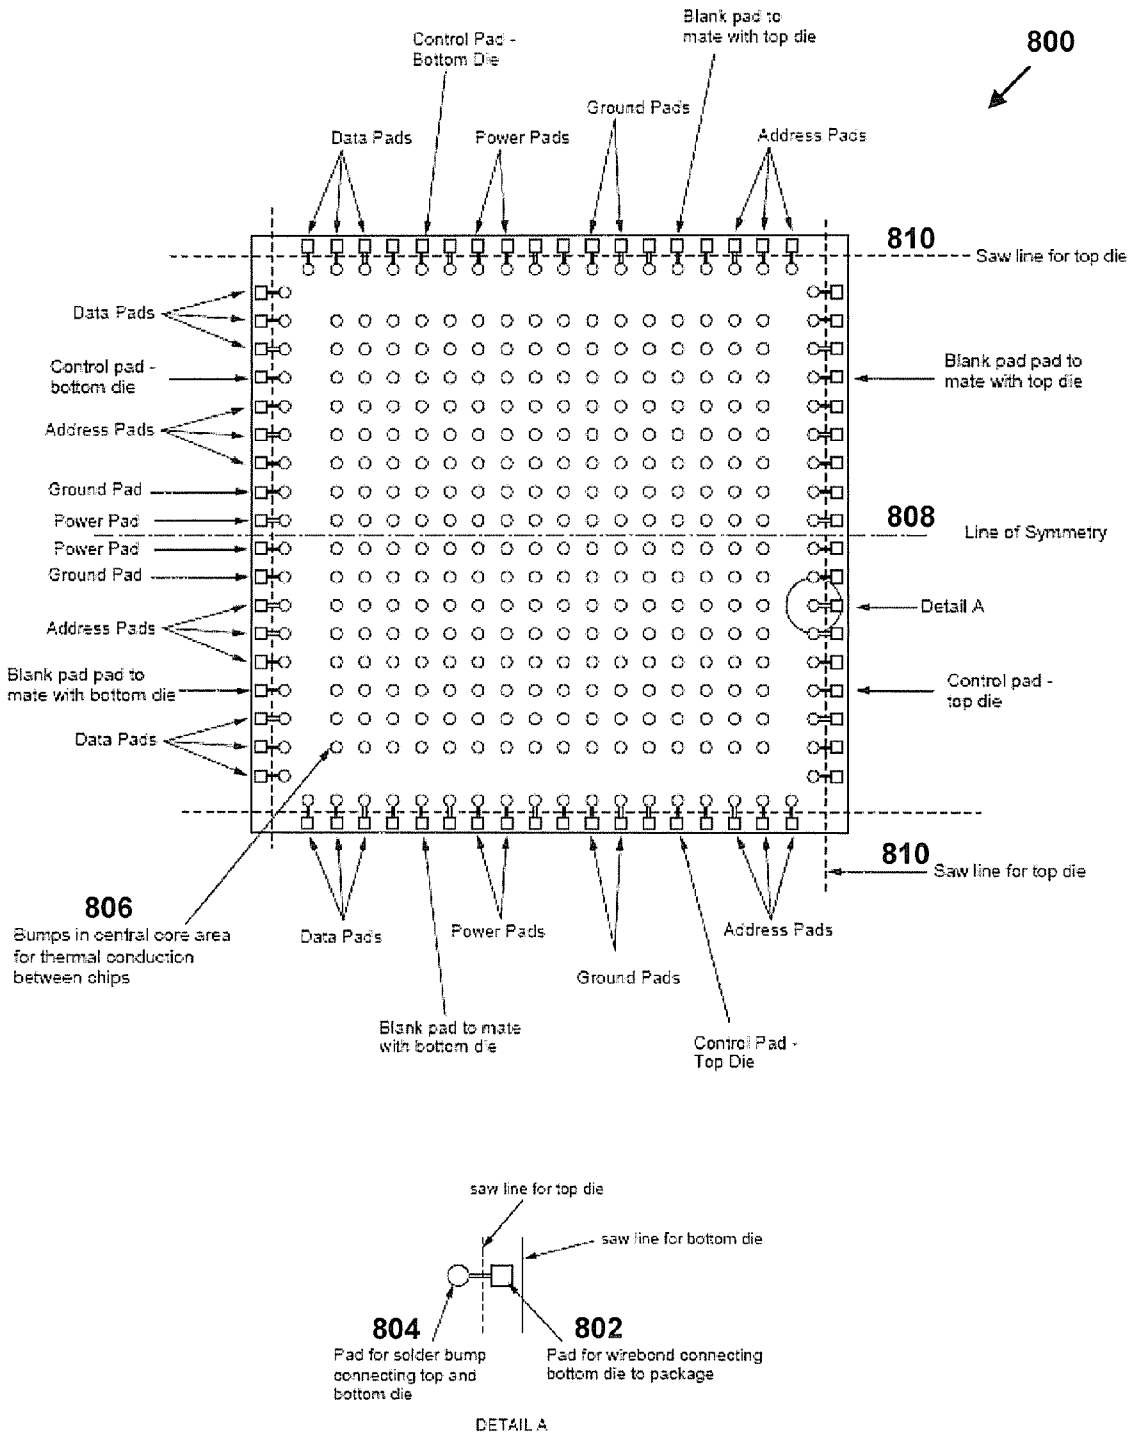 Blank pad to
mate with top die
800
Control Pad -
Bottom Die
Ground Pads
Data Pads
Power Pads
Address Pads
810
Saw line for top die
Data Pads
Control pad -
bottom die
Blank pad pad to
mate with top die
Address Pads
Ground Pad
Power Pad
808
Line of Symmetry
Power Pad
Ground Pad
Detail A
Address Pads
Blank pad pad to
mate with bottom die
Control pad -
top die
Data Pads
810
Saw line for top die
806
Bumps in central core area
for thermal conduction
between chips
Data Pads
Power Pads
Address Pads
Ground Pads
Blank pad to mate
with bottom die
Control Pad -
Top Die
saw line for top die
saw line for bottom die
804
Pad for solder bump
connecting top and
bottom die
802
Pad for wirebond connecting
bottom die to package
DETAIL A